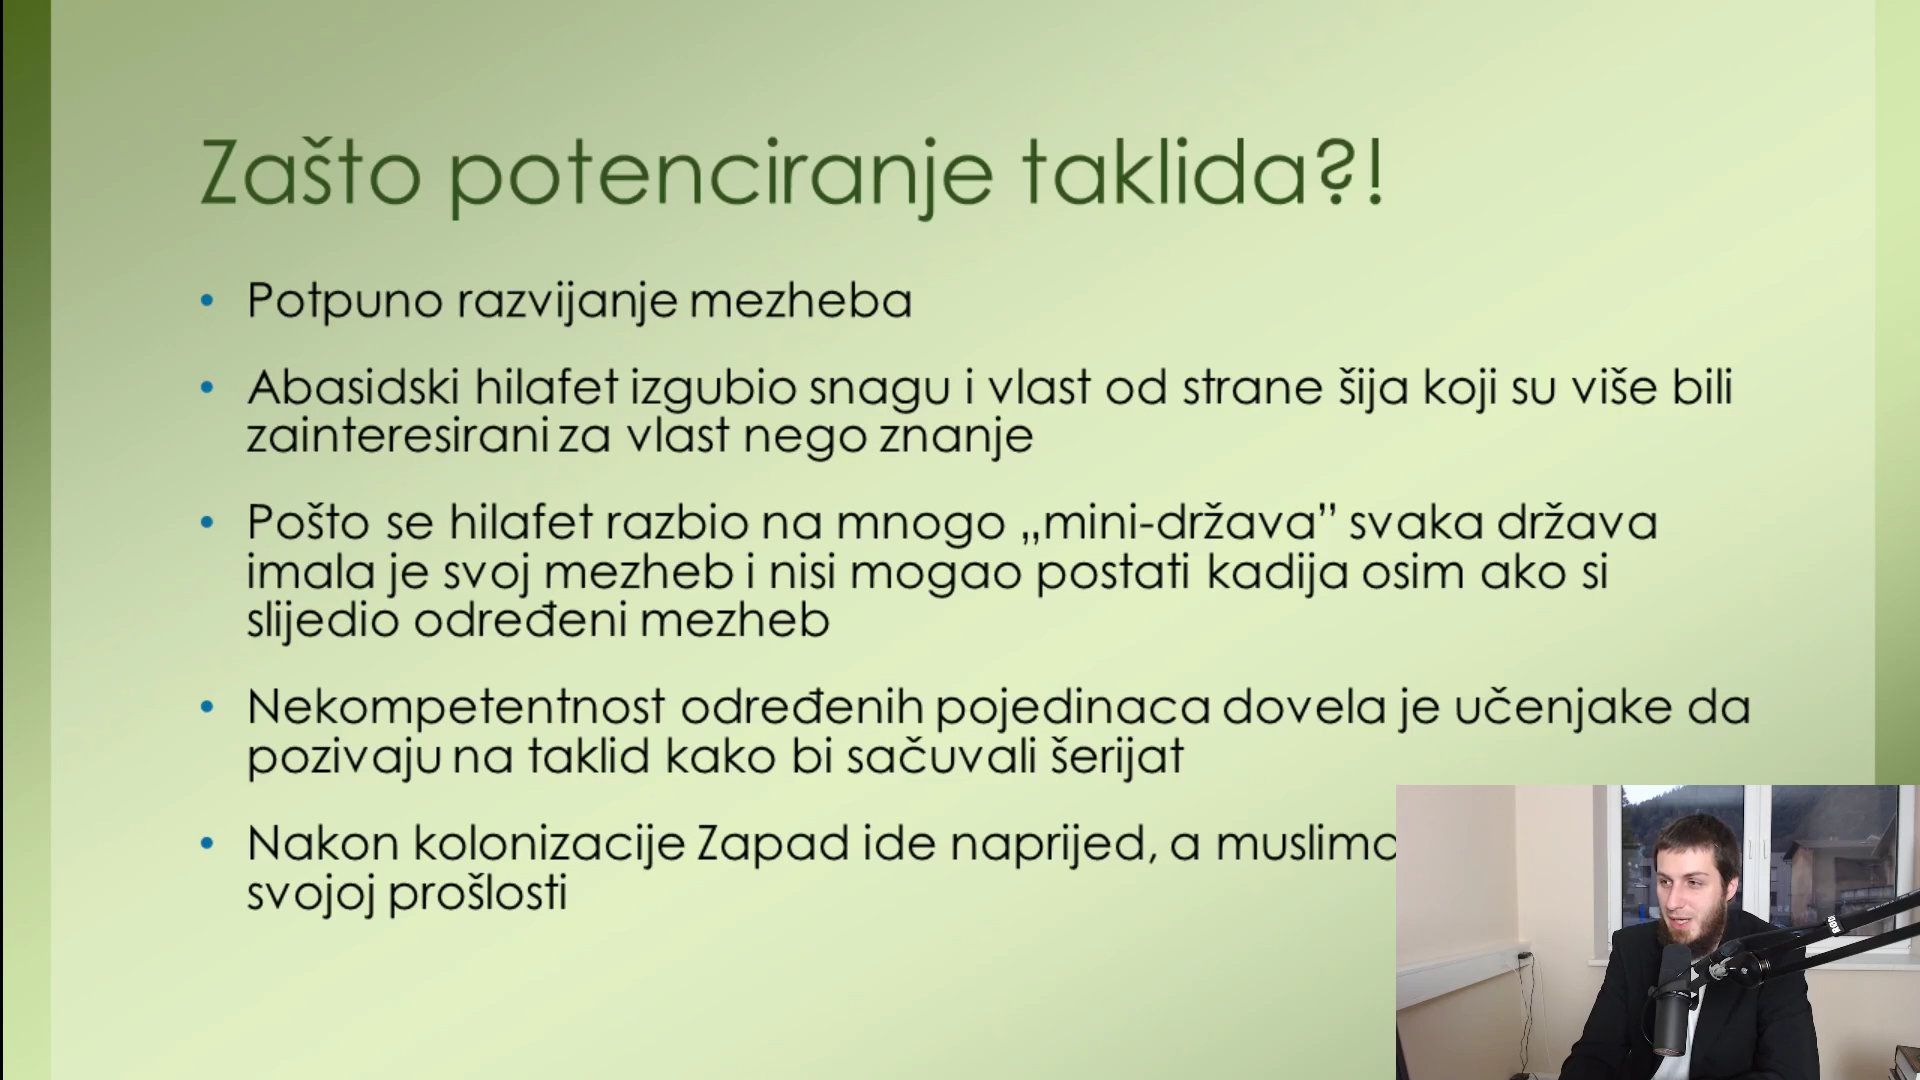 Zašto potenciranje taklida?!
• Potpuno razvijanje mezheba
• Abasidski hilafet izgubio snagu i vlast od strane šija koji su više bili
zainteresirani za vlast nego znanje
• Pošto se hilafet razbio na mnogo „mini-država” svaka država
imala je svoj mezheb i nisi mogao postati kadija osim ako si
slijedio određeni mezheb
• Nekompetentnost određenih pojedinaca dovela je učenjake da
pozivaju na taklid kako bi sačuvali šerijat
• Nakon kolonizacije Zapad ide naprijed, a
svojoj prošlosti